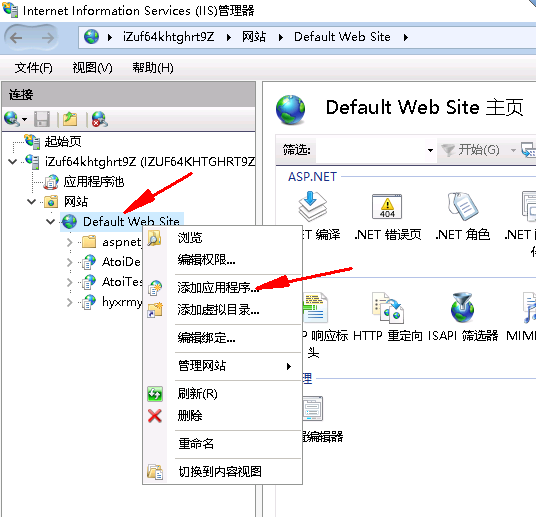 Internet Information Services (IIS)管理器
iZuf64khtghrt9Z 网站 Default Web Site
文件(F) 视图(V) 帮助(H)
连接
起始页
iZuf64khtghrt9Z (IZUF64KHTGHRT9Z
应用程序池
网站
Default Web Site
aspnet
AtoiDe
AtoiTes
hyxrmy
浏览
编辑权限...
添加应用程序...
添加虚拟目录...
编辑绑定...
管理网站
刷新(R)
删除
重命名
切换到内容视图
Default Web Site 主页
筛选: 开始(G)
ASP.NET
ET 编译 .NET 错误页 .NET 角色 .NET
404
P 响应标头 HTTP 重定向 ISAPI 筛选器 MIM
理
编辑器